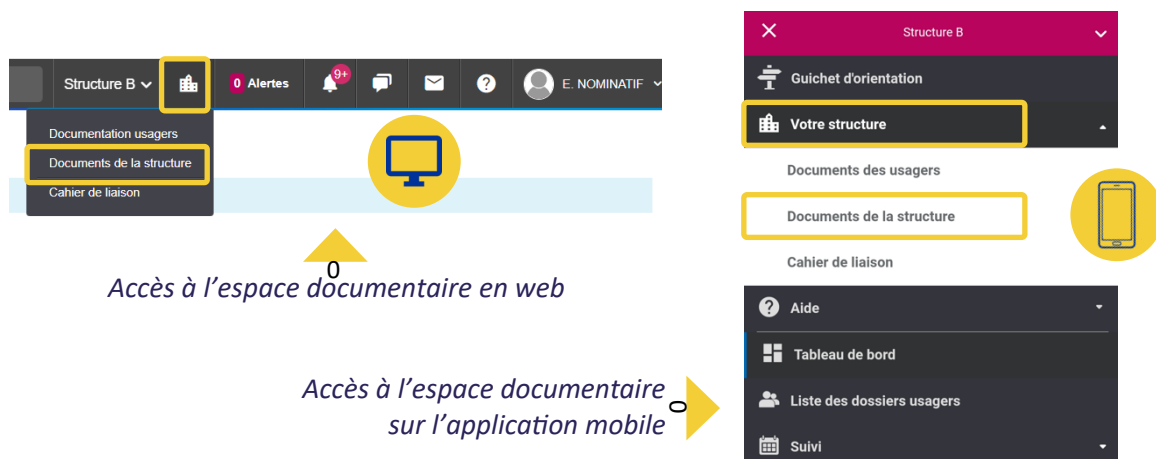 Structure B
0 Alertes
9+
E. NOMINATIF
Documentation usagers
Documents de la structure
Cahier de liaison
0
Accès à l’espace documentaire en web
Accès à l’espace documentaire
sur l’application mobile
0
Structure B
Guichet d'orientation
Votre structure
Documents des usagers
Documents de la structure
Cahier de liaison
Aide
Tableau de bord
Liste des dossiers usagers
Suivi